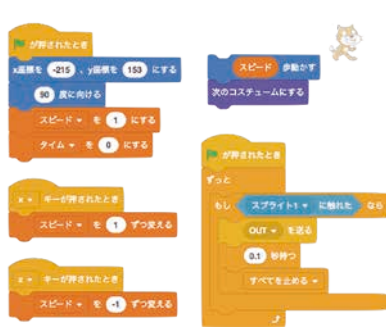 が押されたとき
x座標を -215 、y座標を 153 にする
90 度に向ける
スピード を 1 にする
タイム を 0 にする
x キーが押されたとき
スピード を 1 ずつ変える
キーが押されたとき
スピード を -1 ずつ変える
スピード 歩動かす
次のコスチュームにする
が押されたとき
ずっと
もし スプライト1 に触れた なら
OUT を送る
0.1 秒待つ
すべてを止める